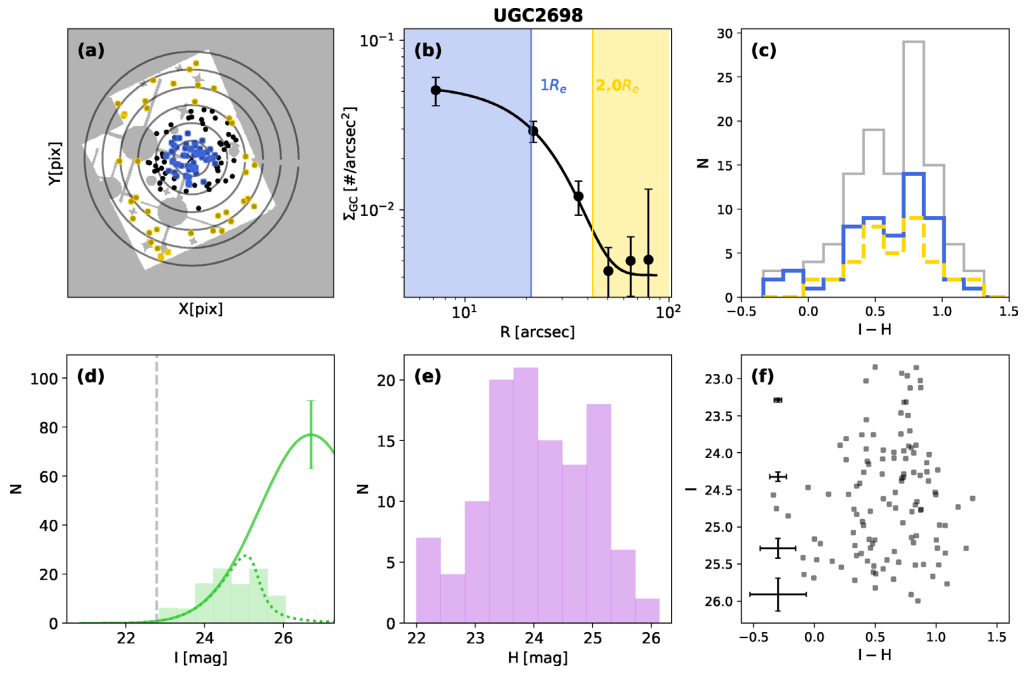 UGC2698
(a)
Y[pix]
X[pix]
(b)
1Rₑ
2.0Rₑ
Σ_GC [#/arcsec²]
10⁻¹
10⁻²
10¹
10²
R [arcsec]
(c)
N
30
25
20
15
10
5
0
−0.5
0.0
0.5
1.0
1.5
I − H
(d)
N
100
80
60
40
20
0
22
24
26
I [mag]
(e)
N
20
15
10
5
0
22
23
24
25
26
H [mag]
(f)
I
23.0
23.5
24.0
24.5
25.0
25.5
26.0
−0.5
0.0
0.5
1.0
1.5
I − H